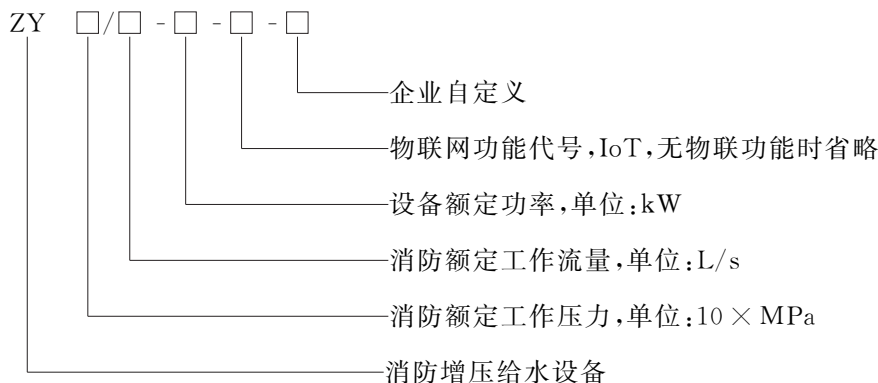 ZY □/□-□-□-□
企业自定义
物联网功能代号,IoT,无物联功能时省略
设备额定功率,单位:kW
消防额定工作流量,单位:L/s
消防额定工作压力,单位:10×MPa
消防增压给水设备